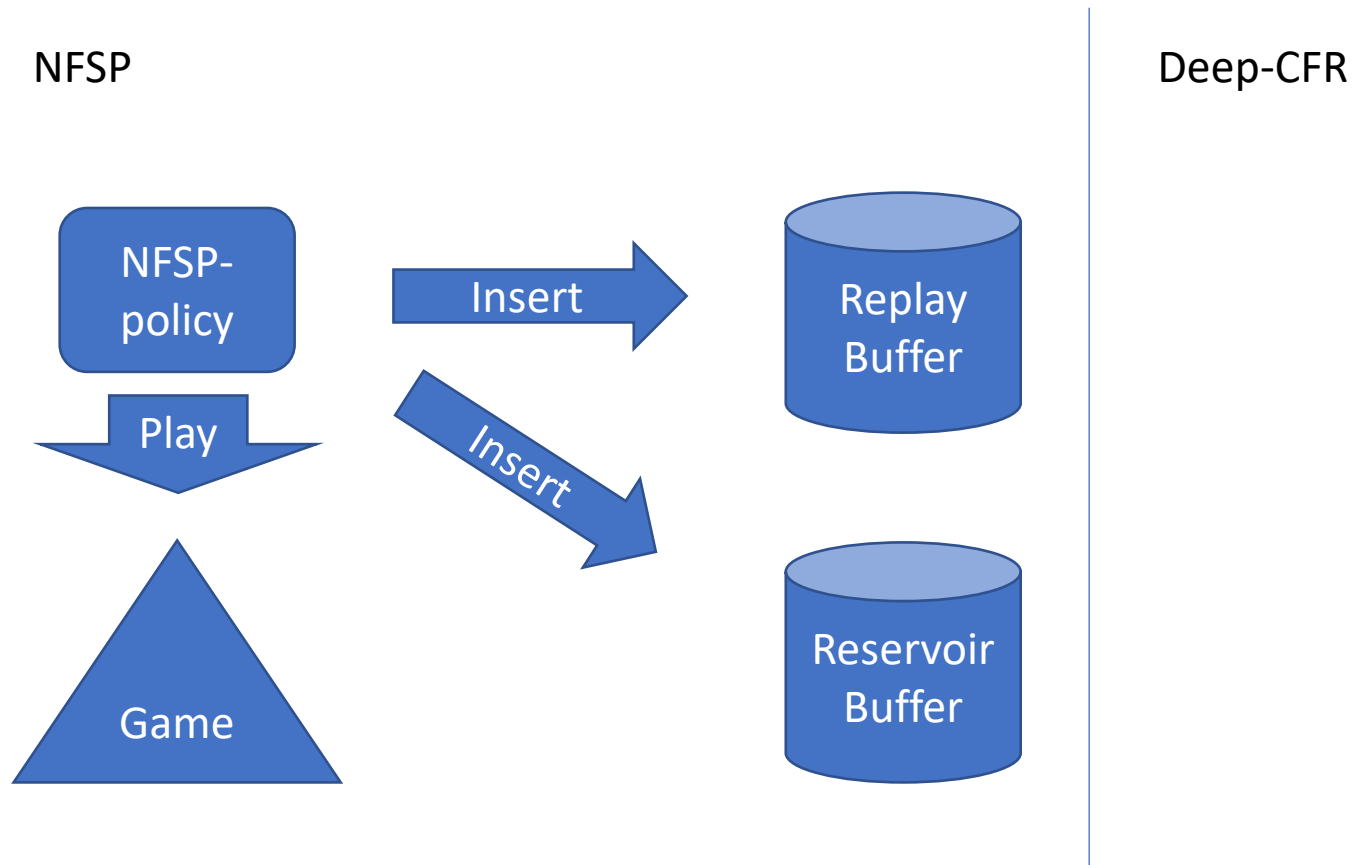 NFSP
Deep-CFR
NFSP-
policy
Insert
Replay
Buffer
Play
Insert
Reservoir
Buffer
Game